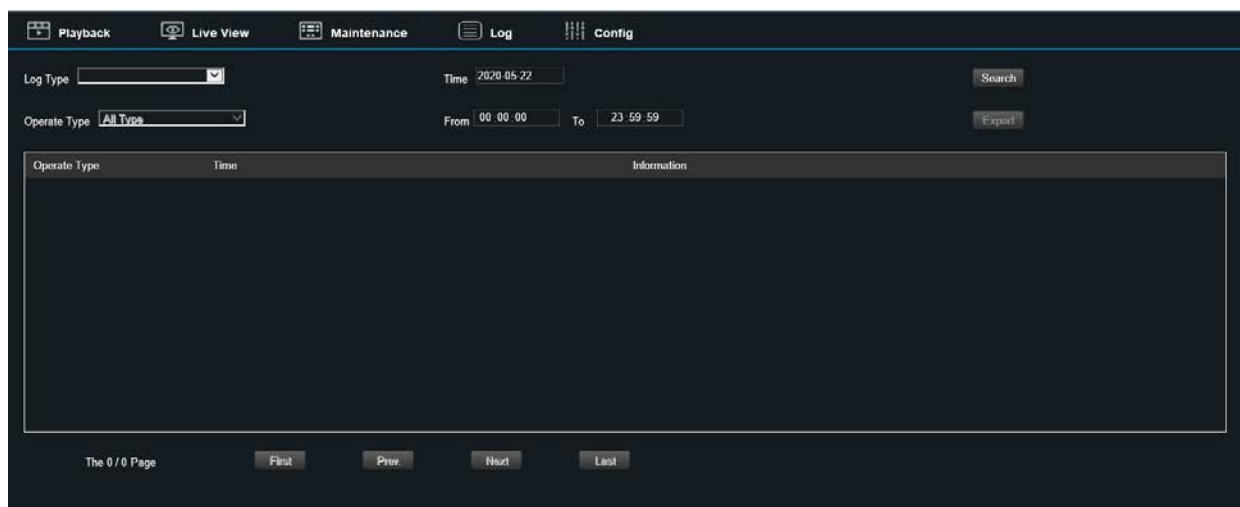 Playback Live View Maintenance Log Config
Log Type Time 2020-05-22 Search
Operate Type All Type From 00:00:00 To 23:59:59 Export
Operate Type Time Information
The 0 / 0 Page First Prev. Next Last